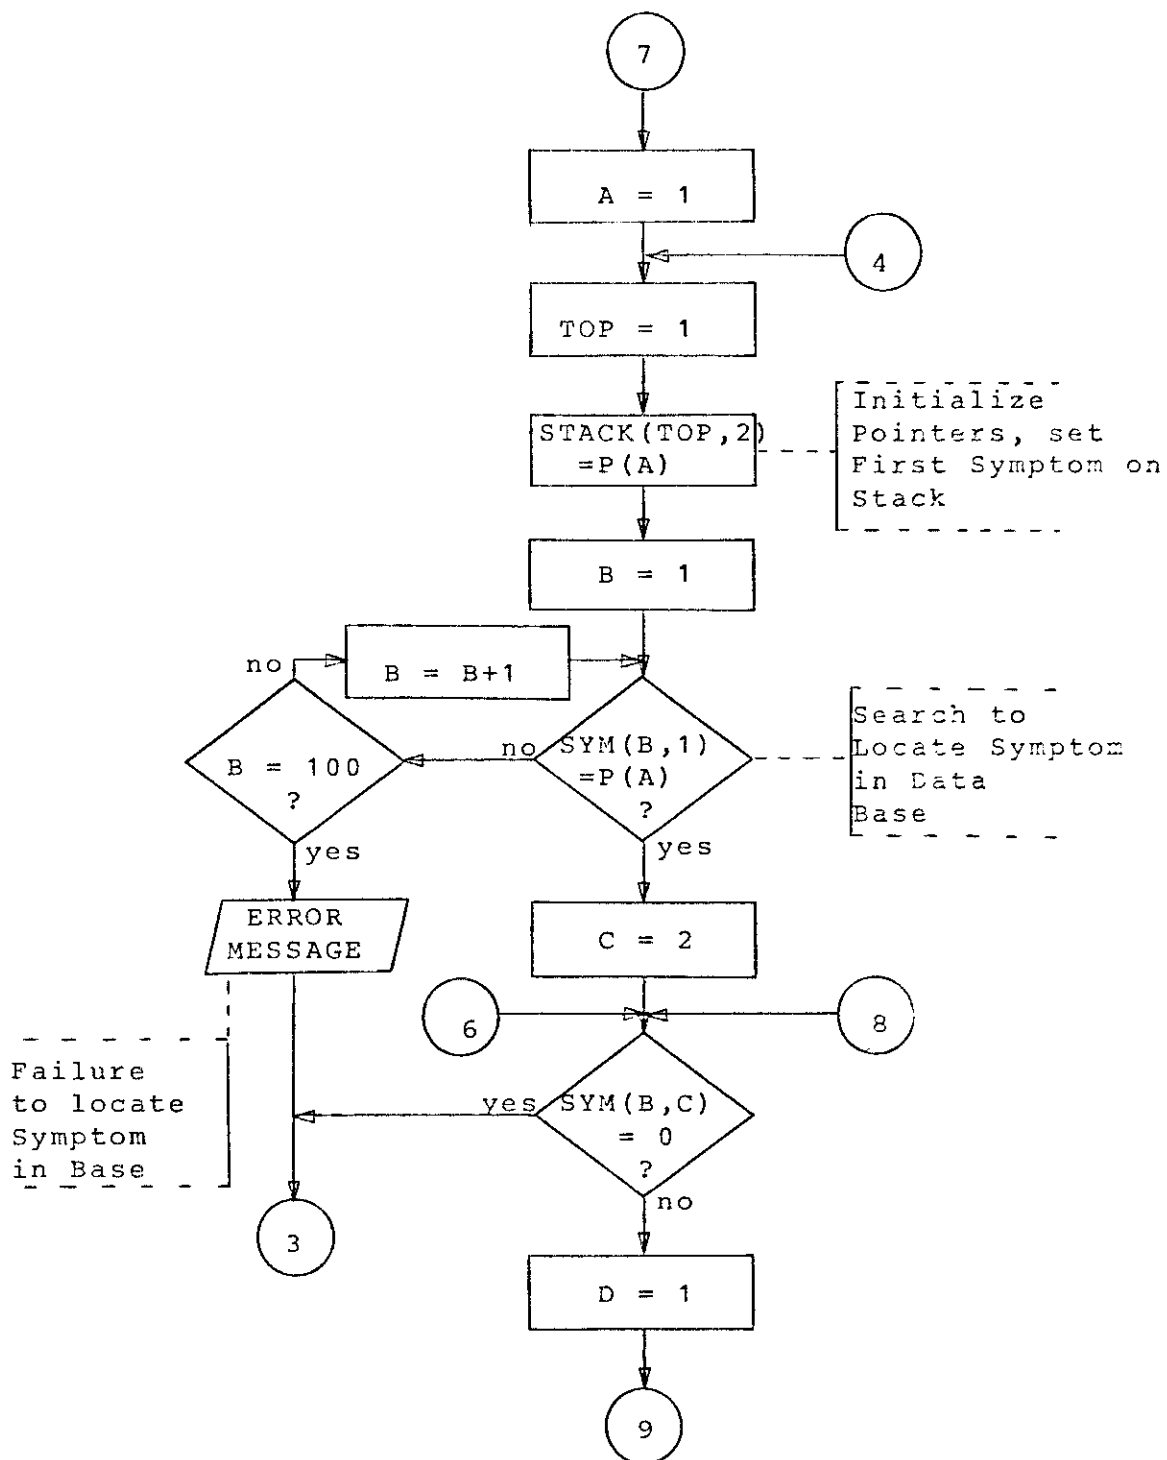 7
A = 1
4
TOP = 1
STACK(TOP,2)
=P(A)
Initialize
Pointers, set
First Symptom on
Stack
B = 1
no
B = B+1
B = 100
?
no
SYM(B,1)
=P(A)
?
Search to
Locate Symptom
in Data
Base
yes
yes
ERROR
MESSAGE
C = 2
6
8
Failure
to locate
Symptom
in Base
yes
SYM(B,C)
= 0
?
no
3
D = 1
9